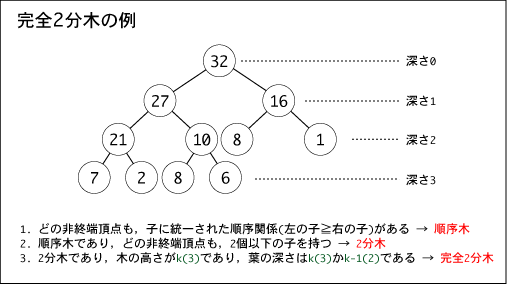 完全2分木の例
32
深さ0
27
16
深さ1
21
10
8
1
深さ2
7
2
8
6
深さ3
1. どの非終端頂点も，子に統一された順序関係(左の子≧右の子)がある → 順序木
2. 順序木であり，どの非終端頂点も，2個以下の子を持つ → 2分木
3. 2分木であり，木の高さがk(3)であり，葉の深さはk(3)かk-1(2)である → 完全2分木